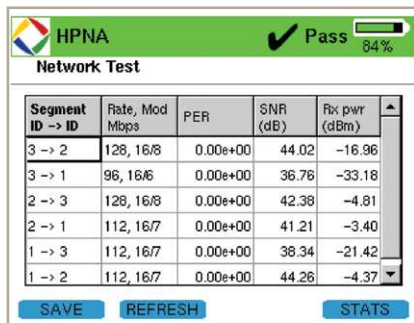 HPNA
Pass
84%
Network Test
Segment ID -> ID Rate, Mod Mbps PER SNR (dB) Rx pwr (dBm)
3 -> 2 128, 16/8 0.00e+00 44.02 -16.96
3 -> 1 96, 16/6 0.00e+00 36.76 -33.18
2 -> 3 128, 16/8 0.00e+00 42.38 -4.81
2 -> 1 112, 16/7 0.00e+00 41.21 -3.40
1 -> 3 112, 16/7 0.00e+00 38.34 -21.42
1 -> 2 112, 16/7 0.00e+00 44.26 -4.37
SAVE REFRESH STATS